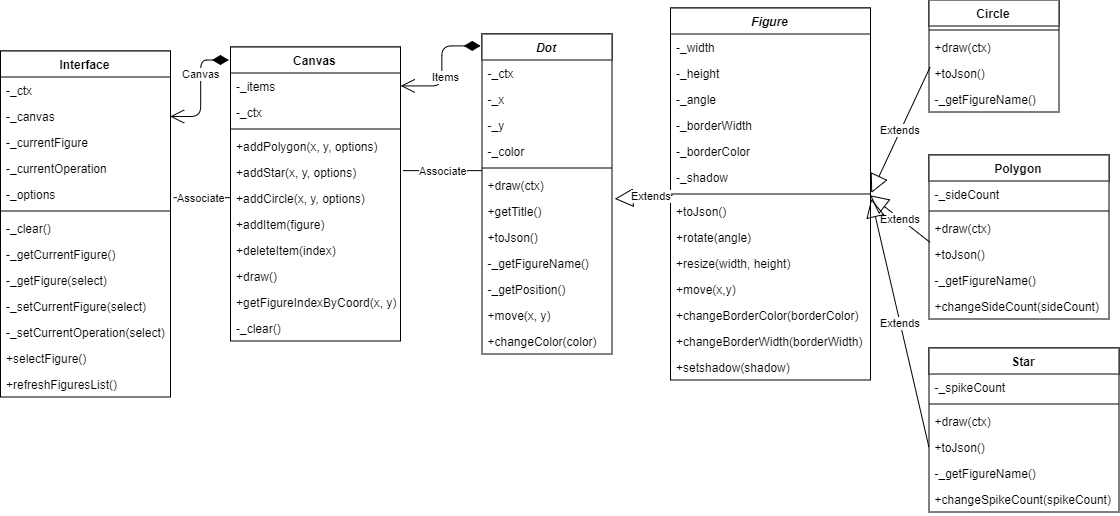 Interface
-_ctx
-_canvas
-_currentFigure
-_currentOperation
-_options
-_clear()
-_getCurrentFigure()
-_getFigure(select)
-_setCurrentFigure(select)
-_setCurrentOperation(select)
+selectFigure()
+refreshFiguresList()
Canvas
Associate
Canvas
-_items
-_ctx
+addPolygon(x, y, options)
+addStar(x, y, options)
+addCircle(x, y, options)
+addItem(figure)
+deleteItem(index)
+draw()
+getFigureIndexByCoord(x, y)
-_clear()
Items
Associate
Dot
-_ctx
-_x
-_y
-_color
+draw(ctx)
+getTitle()
+toJson()
-_getFigureName()
-_getPosition()
+move(x, y)
+changeColor(color)
Extends
Figure
-_width
-_height
-_angle
-_borderWidth
-_borderColor
-_shadow
+toJson()
+rotate(angle)
+resize(width, height)
+move(x,y)
+changeBorderColor(borderColor)
+changeBorderWidth(borderWidth)
+setshadow(shadow)
Extends
Extends
Extends
Circle
+draw(ctx)
+toJson()
-_getFigureName()
Polygon
-_sideCount
+draw(ctx)
+toJson()
-_getFigureName()
+changeSideCount(sideCount)
Star
-_spikeCount
+draw(ctx)
+toJson()
-_getFigureName()
+changeSpikeCount(spikeCount)